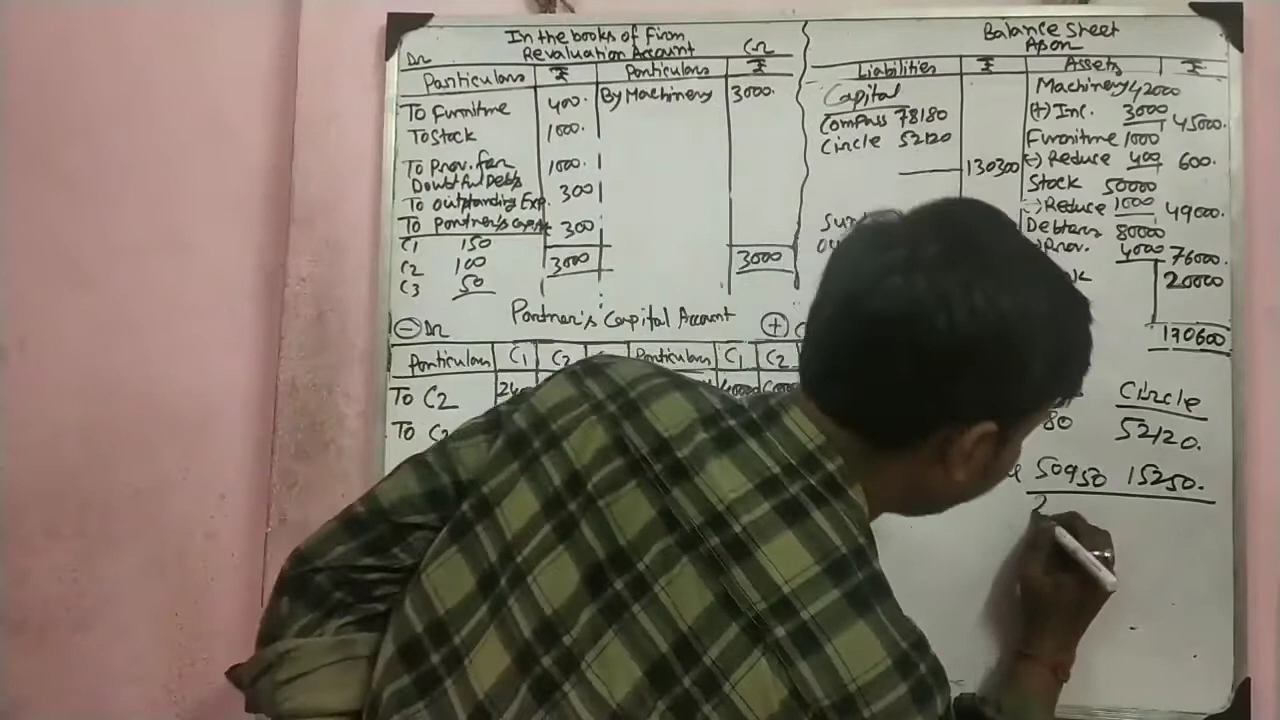 In the books of Firm
Revaluation Account
Dr
Cr
Particulars ₹ Particulars ₹
To Furniture 400. By Machinery 3000.
To Stock 1000.
To Prov. for 1000.
Doubtful Debts
To outstanding Exp. 300
To Partner's Capital 300
C1 150
C2 100 3000 3000
C3 50
Partner's Capital Account
- Dr
+ C
Particulars C1 C2 Particulars C1 C2
To C2
To C2
Balance Sheet
As on
Liabilities ₹ Assets ₹
Capital
Compass 78180
Circle 52120
130300
Machinery 42000
(+) Inc. 3000 45000.
Furniture 1000
(-) Reduce 400 600.
Stock 50000
(-) Reduce 1000 49000.
Debtors 80000
Prov. 4000 76000.
20000
170600
Circle
80 52120.
50950 15250.